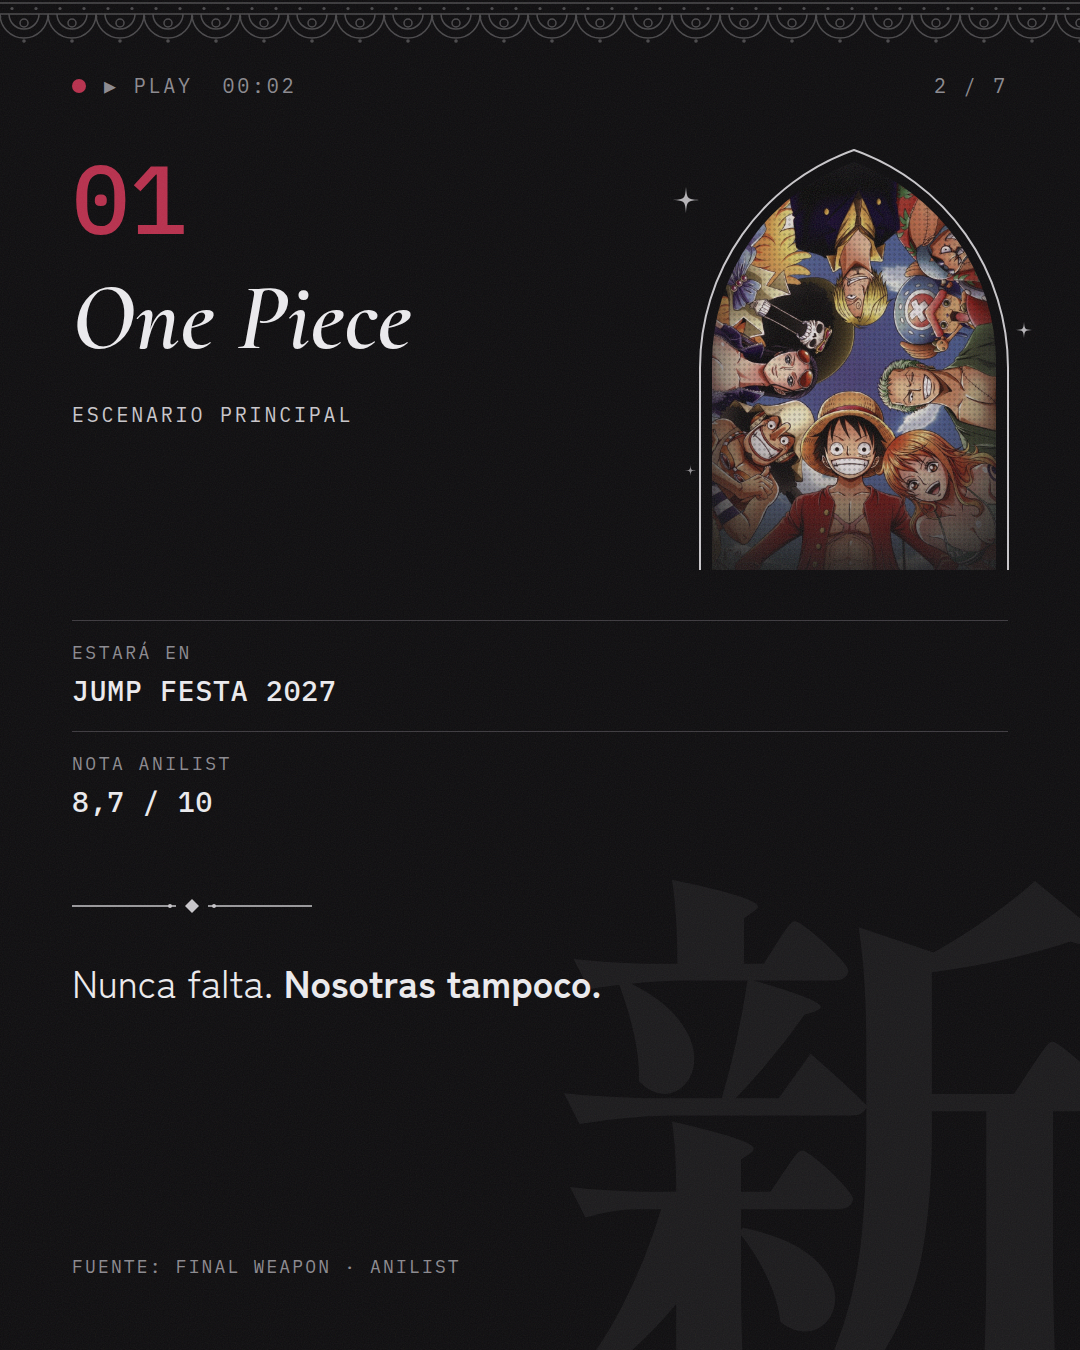 ▶ PLAY 00:02
2 / 7
01
One Piece
ESCENARIO PRINCIPAL
ESTARÁ EN
JUMP FESTA 2027
NOTA ANILIST
8,7 / 10
Nunca falta. Nosotras tampoco.
新
FUENTE: FINAL WEAPON · ANILIST